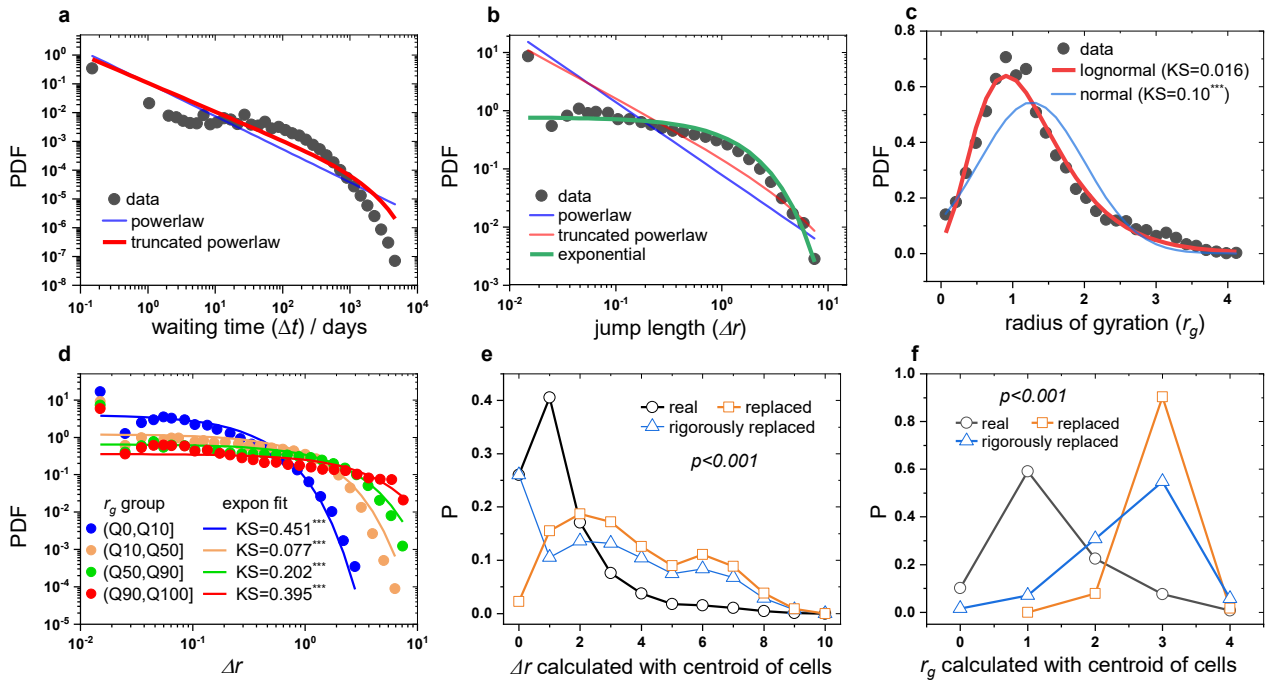 a
PDF
10^0
10^-1
10^-2
10^-3
10^-4
10^-5
10^-6
10^-7
10^-8
10^-1 10^0 10^1 10^2 10^3 10^4
data
powerlaw
truncated powerlaw
waiting time (Δt) / days
b
PDF
10^1
10^0
10^-1
10^-2
10^-3
10^-2 10^-1 10^0 10^1
data
powerlaw
truncated powerlaw
exponential
jump length (Δr)
c
PDF
0.8
0.6
0.4
0.2
0.0
0 1 2 3 4
data
lognormal (KS=0.016)
normal (KS=0.10***)
radius of gyration (r_g)
d
PDF
10^1
10^0
10^-1
10^-2
10^-3
10^-4
10^-5
10^-2 10^-1 10^0 10^1
r_g group expon fit
(Q0,Q10] KS=0.451***
(Q10,Q50] KS=0.077***
(Q50,Q90] KS=0.202***
(Q90,Q100] KS=0.395***
Δr
e
P
0.4
0.3
0.2
0.1
0.0
0 2 4 6 8 10
real replaced
rigorously replaced
p<0.001
Δr calculated with centroid of cells
f
P
1.0
0.8
0.6
0.4
0.2
0.0
0 1 2 3 4
p<0.001
real replaced
rigorously replaced
r_g calculated with centroid of cells